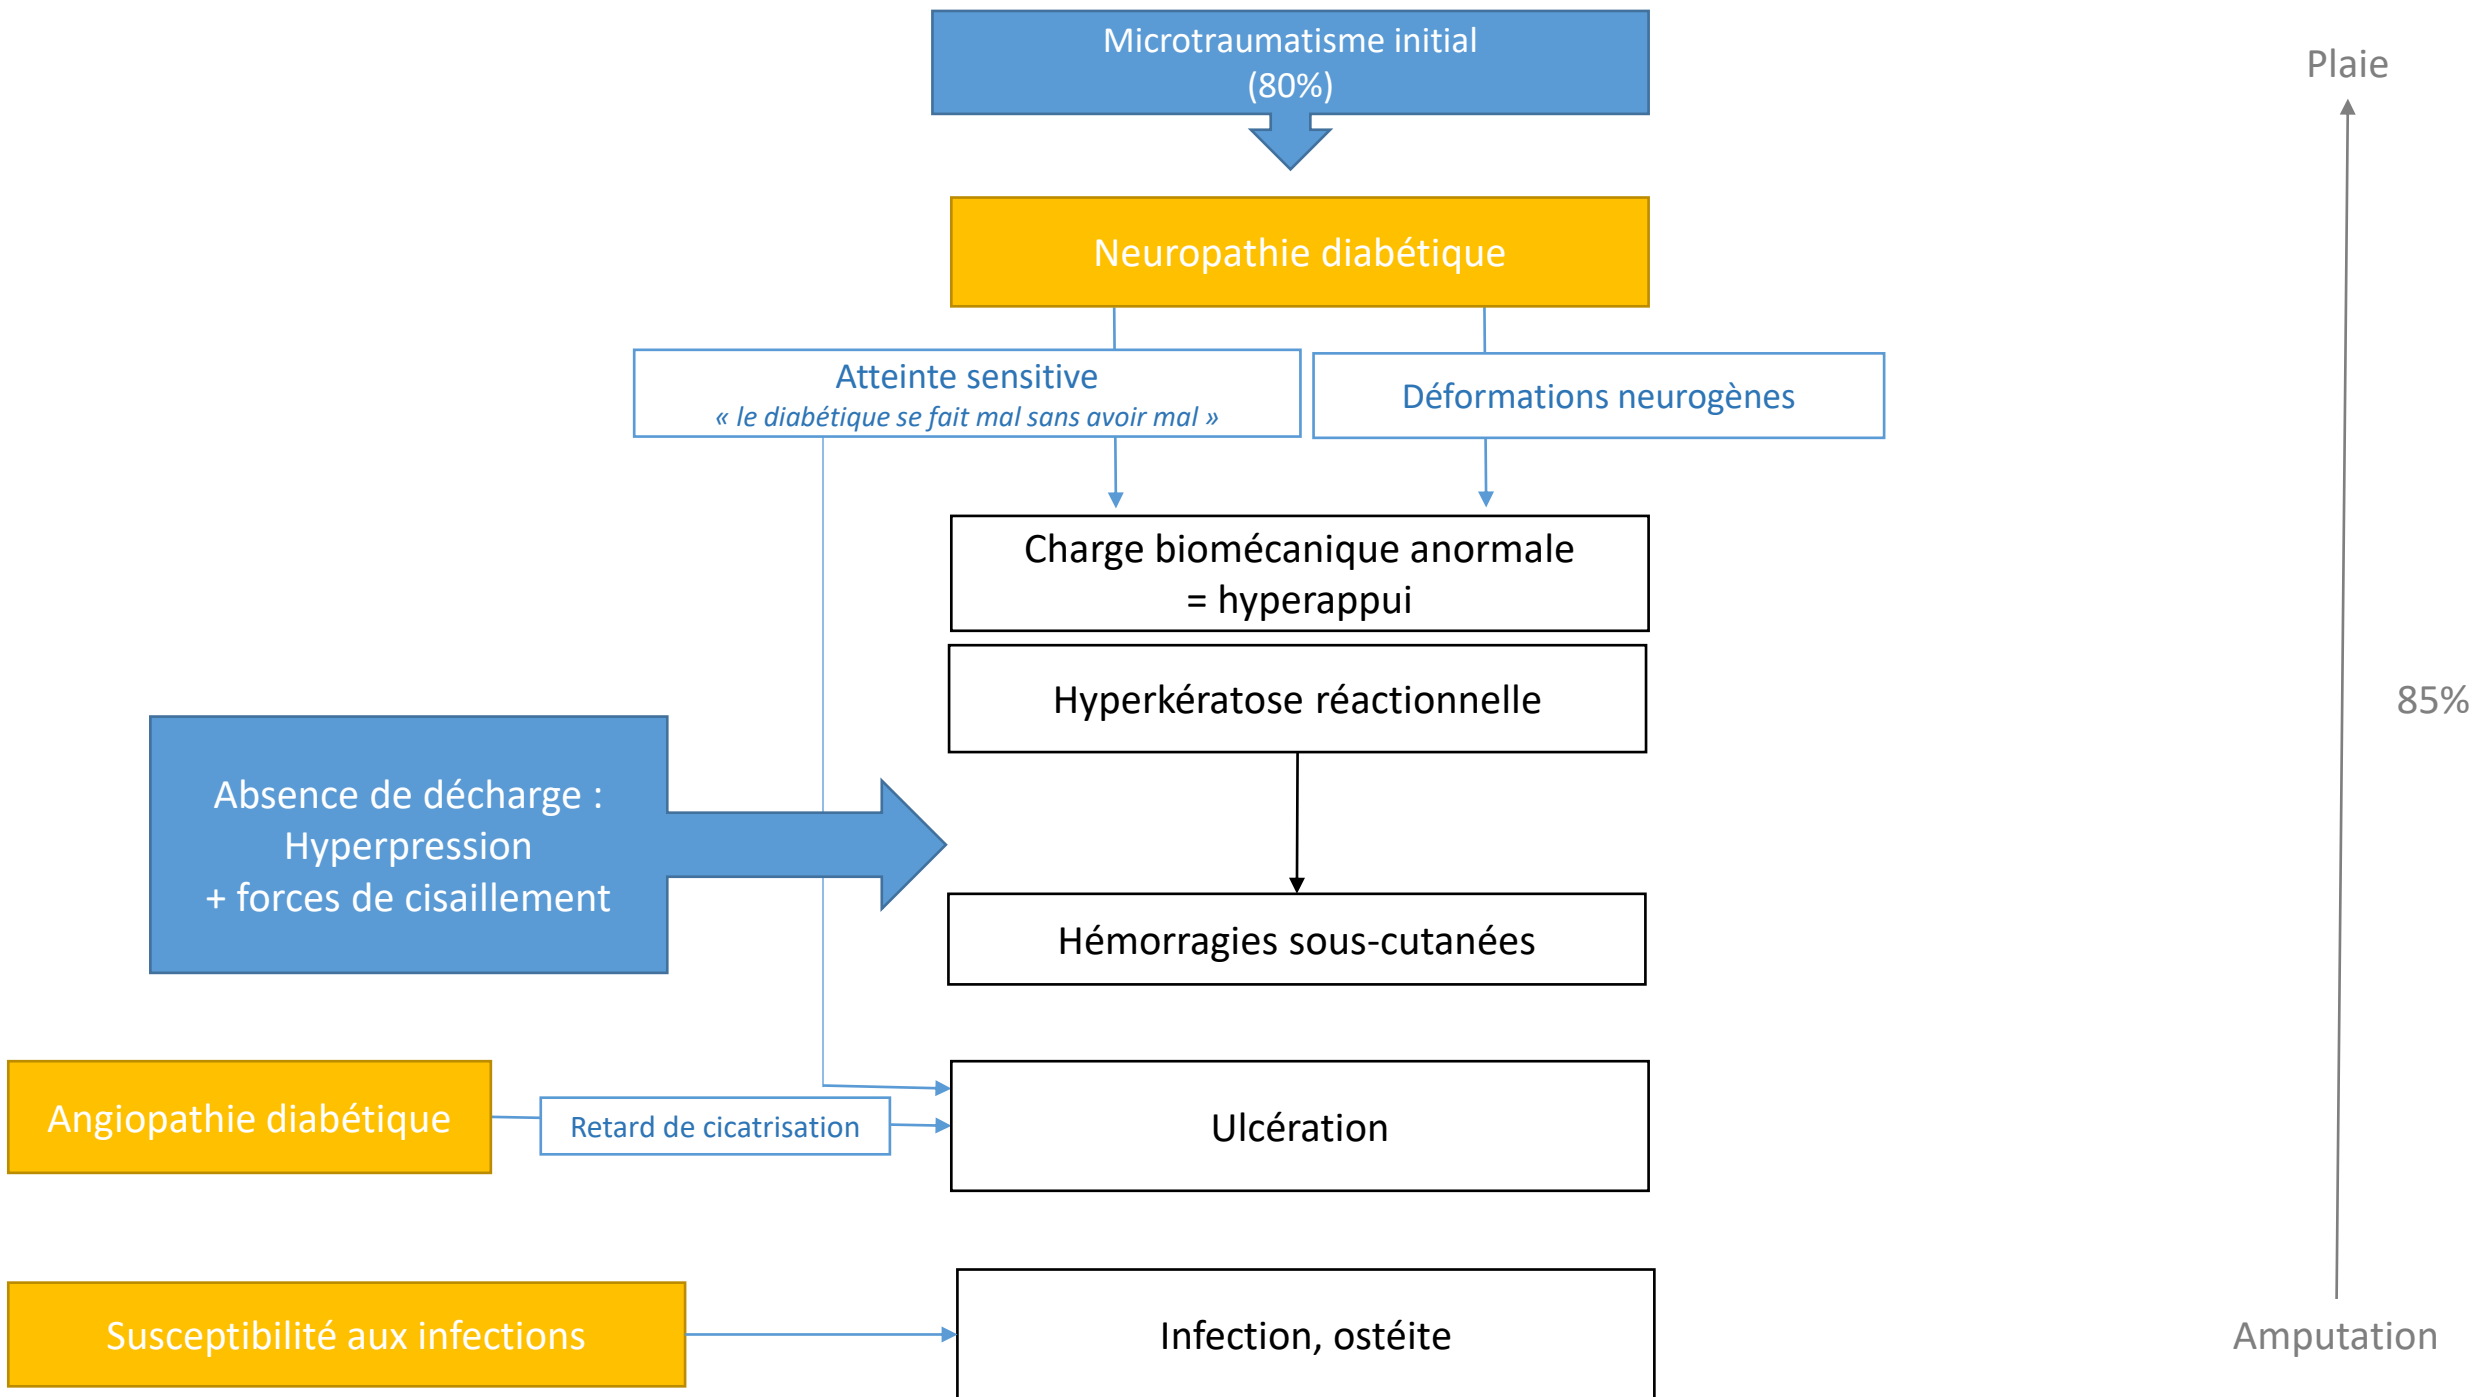 Microtraumatisme initial
(80%)
Plaie
Neuropathie diabétique
Atteinte sensitive
« le diabétique se fait mal sans avoir mal »
Déformations neurogènes
Charge biomécanique anormale
= hyperappui
Hyperkératose réactionnelle
85%
Absence de décharge :
Hyperpression
+ forces de cisaillement
Hémorragies sous-cutanées
Angiopathie diabétique
Retard de cicatrisation
Ulcération
Susceptibilité aux infections
Infection, ostéite
Amputation